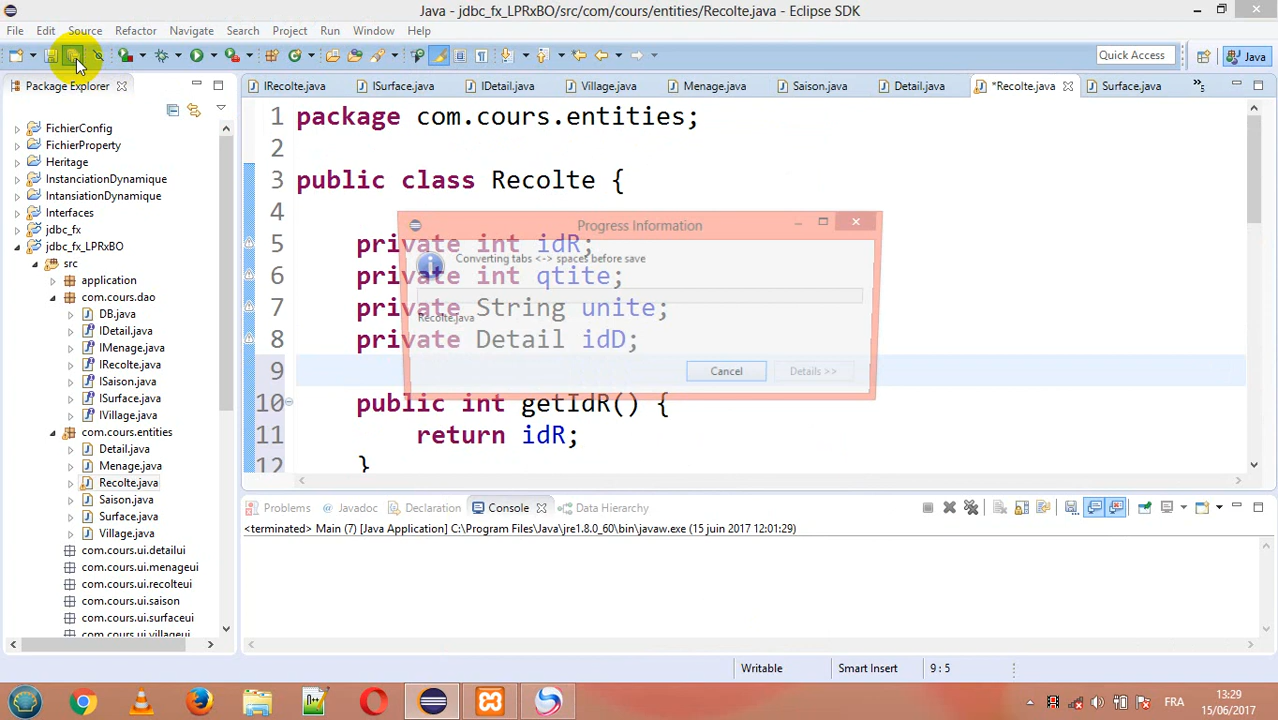 Java - jdbc_fx_LPRxBO/src/com/cours/entities/Recolte.java - Eclipse SDK
File Edit Source Refactor Navigate Search Project Run Window Help
Quick Access Java
Package Explorer
IRecolte.java ISurface.java IDetail.java Village.java Menage.java Saison.java Detail.java *Recolte.java Surface.java »5
FichierConfig
FichierProperty
Heritage
InstanciationDynamique
IntansiationDynamique
Interfaces
jdbc_fx
jdbc_fx_LPRxBO
src
application
com.cours.dao
DB.java
IDetail.java
IMenage.java
IRecolte.java
ISaison.java
ISurface.java
IVillage.java
com.cours.entities
Detail.java
Menage.java
Recolte.java
Saison.java
Surface.java
Village.java
com.cours.ui.detailui
com.cours.ui.menageui
com.cours.ui.recolteui
com.cours.ui.saison
com.cours.ui.surfaceui
com.cours.ui.villageui
1 package com.cours.entities;
2
3 public class Recolte {
4
5 private int idR;
6 private int qtite;
7 private String unite;
8 private Detail idD;
9
10 public int getIdR() {
11 return idR;
12 }
Progress Information
Converting tabs <-> spaces before save
Recolte.java
Cancel Details >>
Problems Javadoc Declaration Console Data Hierarchy
<terminated> Main (7) [Java Application] C:\Program Files\Java\jre1.8.0_60\bin\javaw.exe (15 juin 2017 12:01:29)
Writable Smart Insert 9 : 5
FRA
13:29
15/06/2017